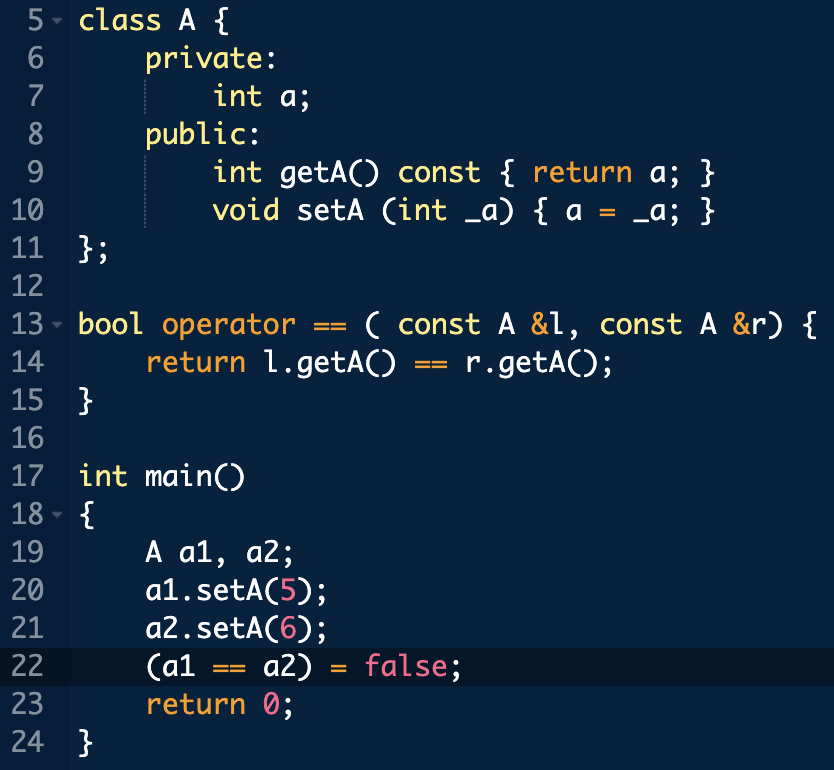 5 class A {
6     private:
7         int a;
8     public:
9         int getA() const { return a; }
10         void setA (int _a) { a = _a; }
11 };
12
13 bool operator == ( const A &l, const A &r) {
14     return l.getA() == r.getA();
15 }
16
17 int main()
18 {
19     A a1, a2;
20     a1.setA(5);
21     a2.setA(6);
22     (a1 == a2) = false;
23     return 0;
24 }